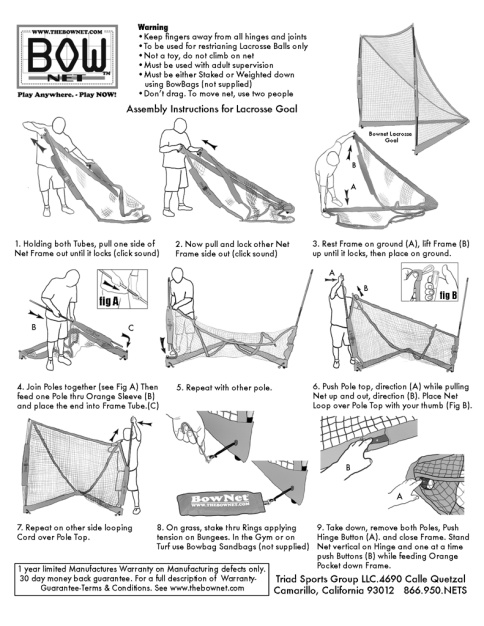 WWW.THEBOWNET.COM
BOW
NET™
Play Anywhere. - Play NOW!
Warning
•Keep fingers away from all hinges and joints
•To be used for restrianing Lacrosse Balls only
•Not a toy, do not climb on net
•Must be used with adult supervision
•Must be either Staked or Weighted down
using BowBags (not supplied)
•Don't drag. To move net, use two people
Assembly Instructions for Lacrosse Goal
Bownet Lacrosse
Goal
B
A
1. Holding both Tubes, pull one side of
Net Frame out until it locks (click sound)
2. Now pull and lock other Net
Frame side out (click sound)
3. Rest Frame on ground (A), lift Frame (B)
up until it locks, then place on ground.
fig A
B
C
A
B
fig B
4. Join Poles together (see Fig A) Then
feed one Pole thru Orange Sleeve (B)
and place the end into Frame Tube.(C)
5. Repeat with other pole.
6. Push Pole top, direction (A) while pulling
Net up and out, direction (B). Place Net
Loop over Pole Top with your thumb (Fig B).
BowNet
WWW.THEBOWNET.COM
B
A
7. Repeat on other side looping
Cord over Pole Top.
8. On grass, stake thru Rings applying
tension on Bungees. In the Gym or on
Turf use Bowbag Sandbags (not supplied)
9. Take down, remove both Poles, Push
Hinge Button (A). and close Frame. Stand
Net vertical on Hinge and one at a time
push Buttons (B) while feeding Orange
Pocket down Frame.
1 year limited Manufactures Warranty on Manufacturing defects only.
30 day money back guarantee. For a full description of Warranty-
Guarantee-Terms & Conditions. See www.thebownet.com
Triad Sports Group LLC.4690 Calle Quetzal
Camarillo, California 93012 866.950.NETS